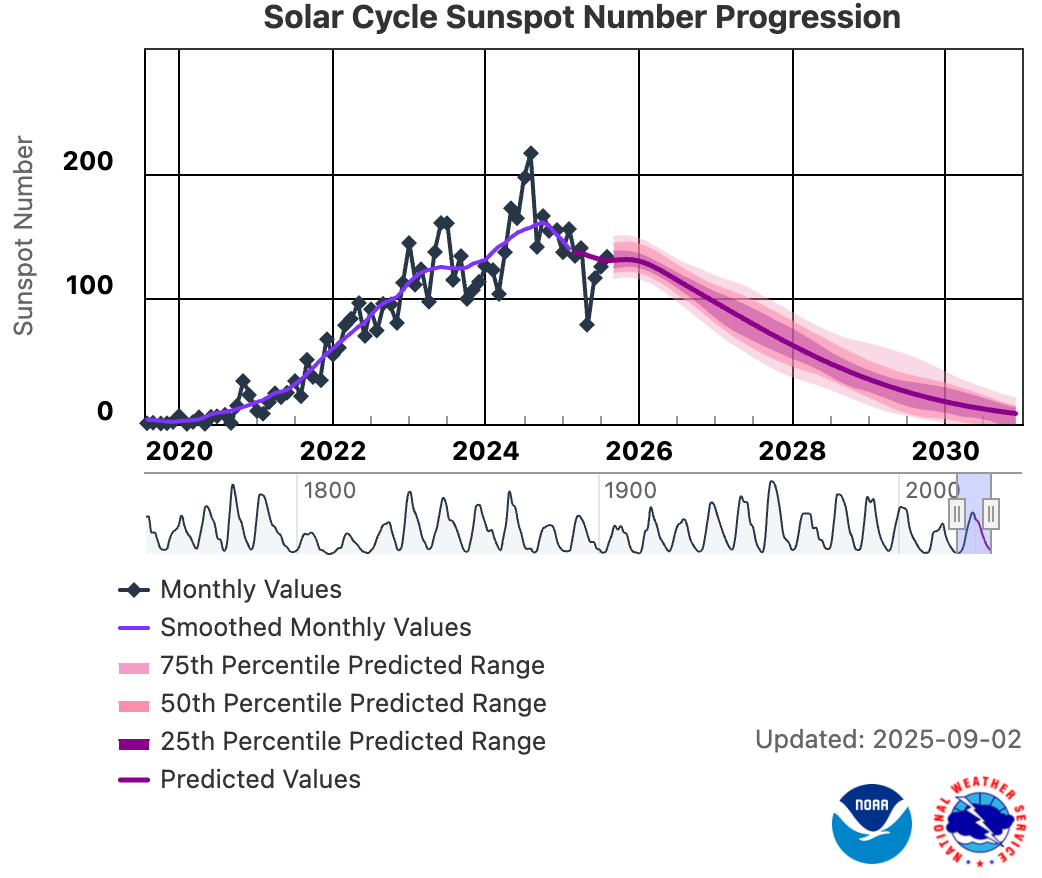 Solar Cycle Sunspot Number Progression
Sunspot Number
200
100
0
2020 2022 2024 2026 2028 2030
1800 1900 2000
Monthly Values
Smoothed Monthly Values
75th Percentile Predicted Range
50th Percentile Predicted Range
25th Percentile Predicted Range
Predicted Values
Updated: 2025-09-02
NOAA
NATIONAL WEATHER SERVICE